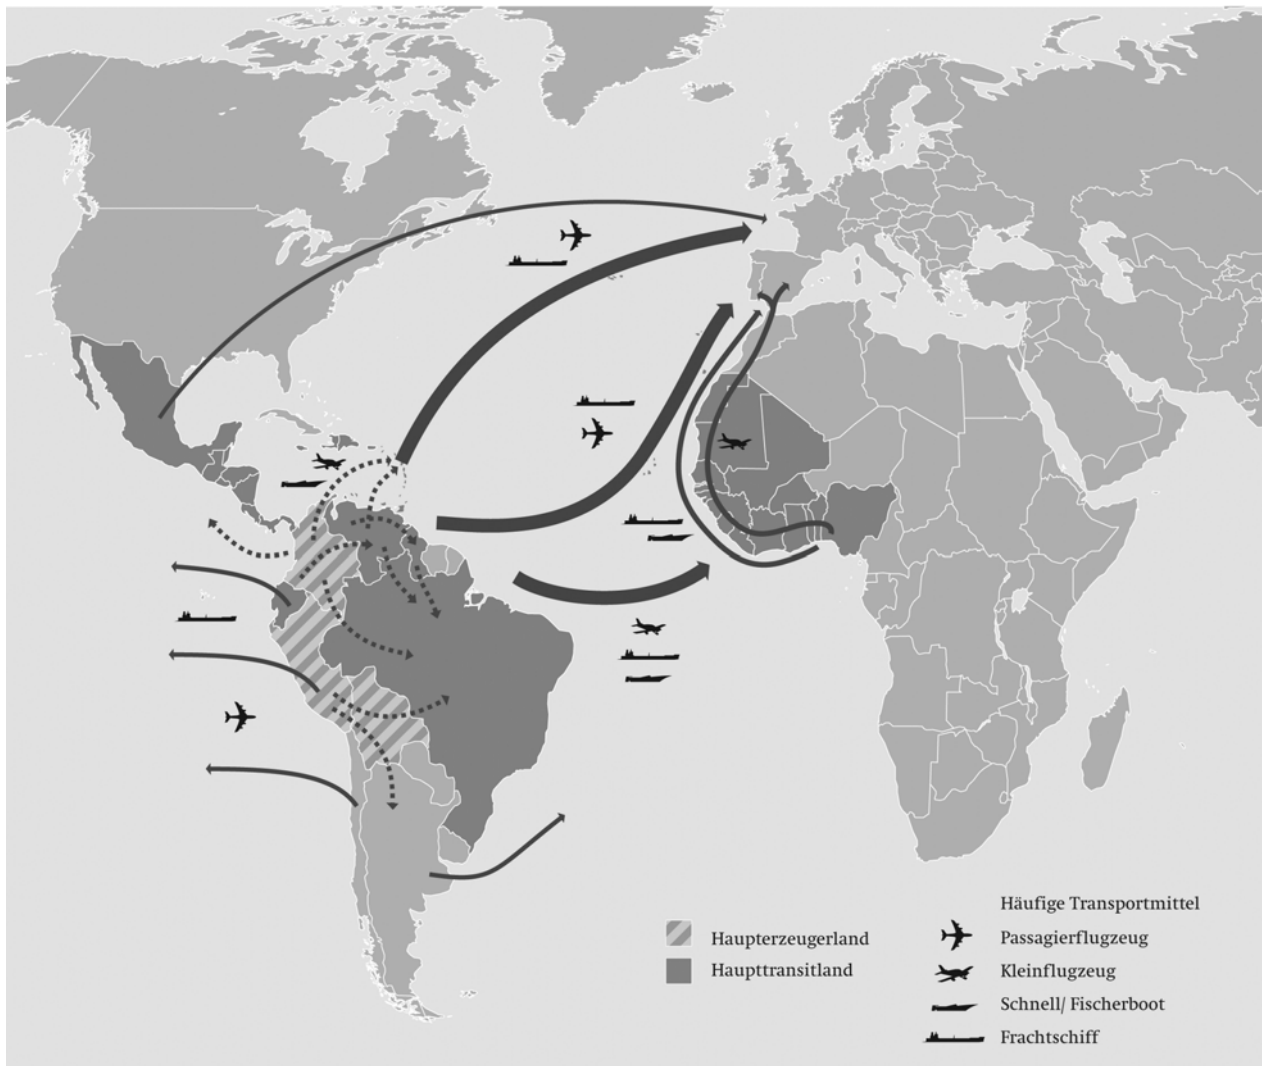 Haupterzeugerland
Haupttransitland
Häufige Transportmittel
Passagierflugzeug
Kleinflugzeug
Schnell/ Fischerboot
Frachtschiff